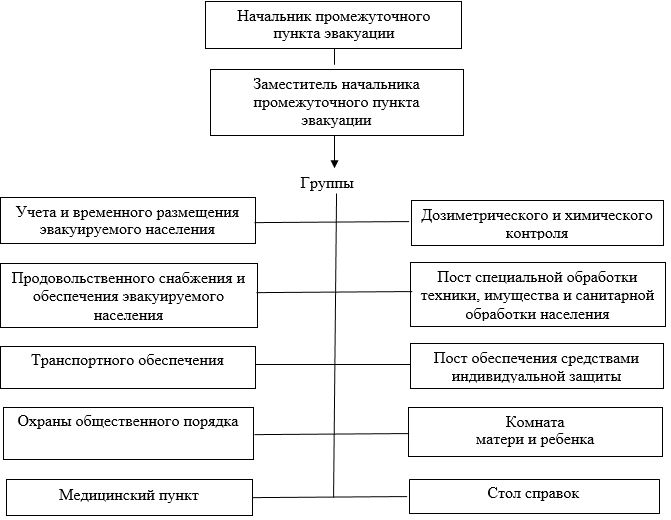 Начальник промежуточного
пункта эвакуации
Заместитель начальника
промежуточного пункта
эвакуации
Группы
Учета и временного размещения
эвакуируемого населения
Дозиметрического и химического
контроля
Продовольственного снабжения и
обеспечения эвакуируемого
населения
Пост специальной обработки
техники, имущества и санитарной
обработки населения
Транспортного обеспечения
Пост обеспечения средствами
индивидуальной защиты
Охраны общественного порядка
Комната
матери и ребенка
Медицинский пункт
Стол справок